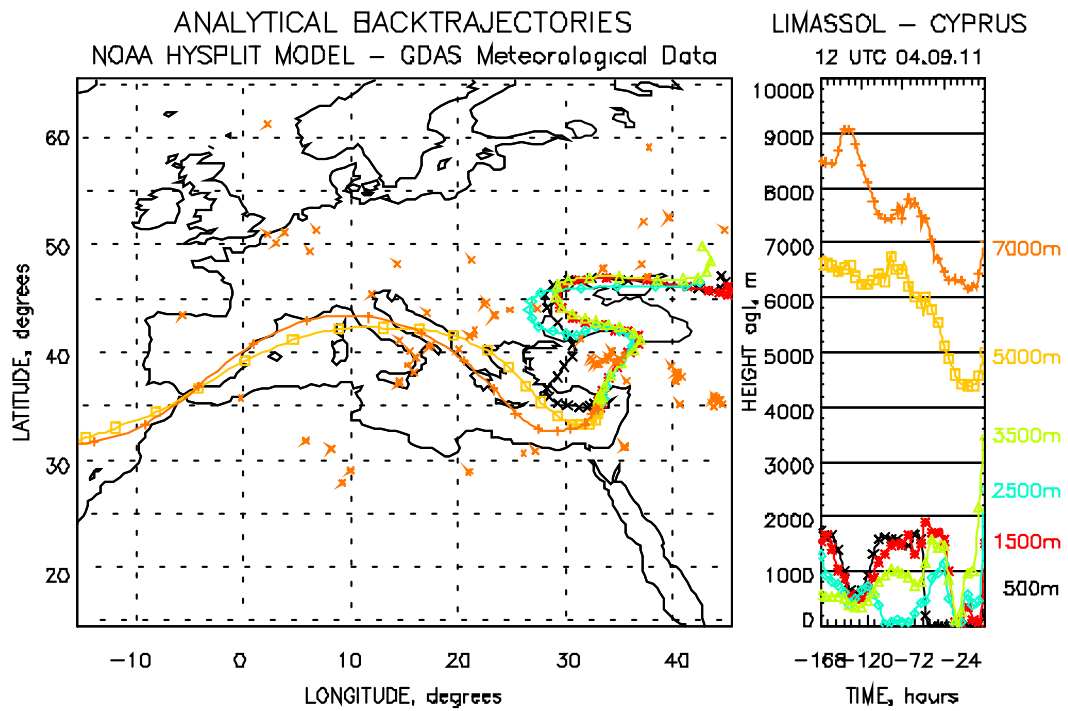 ANALYTICAL BACKTRAJECTORIES
NOAA HYSPLIT MODEL – GDAS Meteorological Data
LATITUDE, degrees
60
50
40
30
20
−10 0 10 20 30 40
LONGITUDE, degrees
LIMASSOL – CYPRUS
12 UTC 04.09.11
HEIGHT agl, m
10000
9000
8000
7000
6000
5000
4000
3000
2000
1000
0
−168 −120 −72 −24
TIME, hours
7000m
5000m
3500m
2500m
1500m
500m